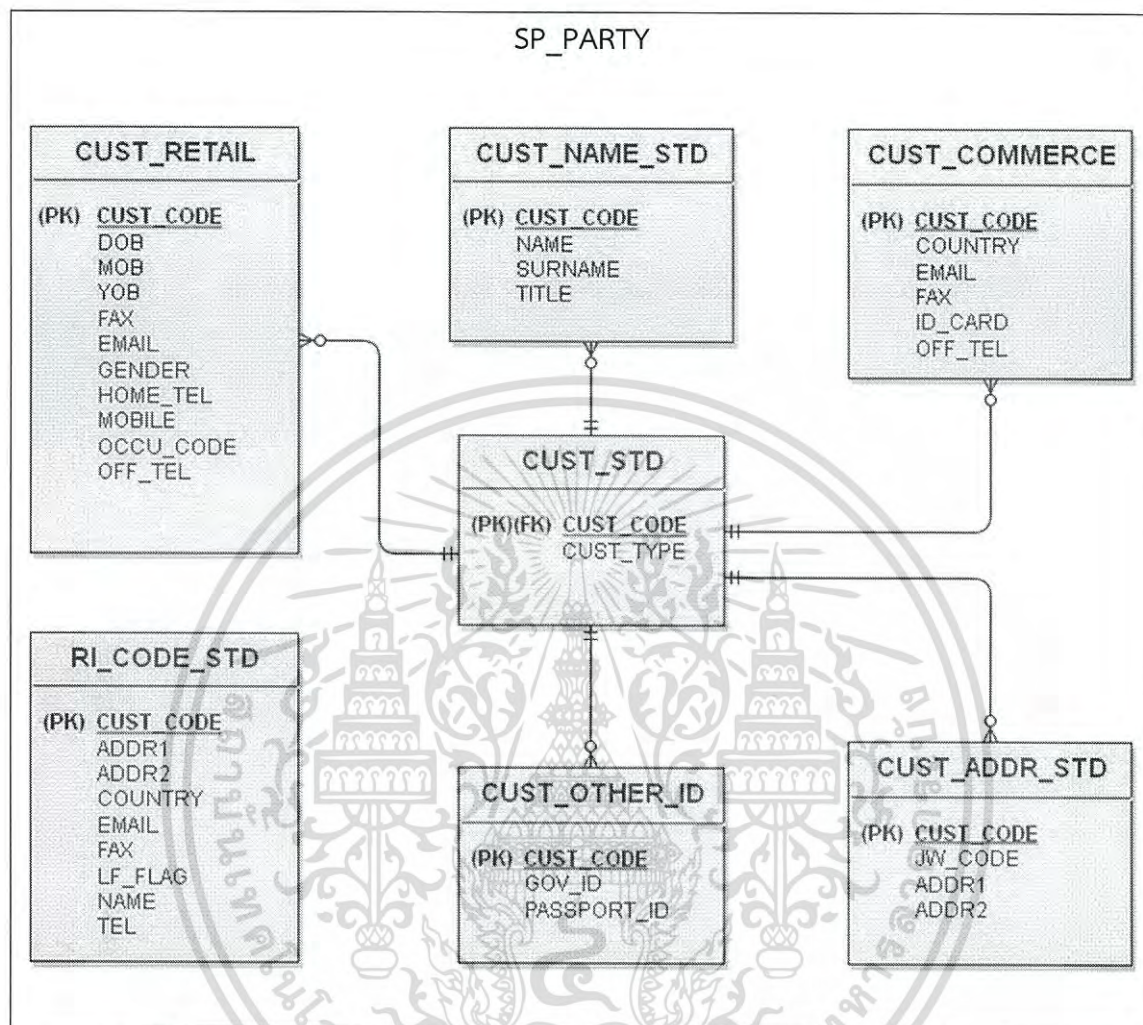 SP_PARTY
CUST_RETAIL
(PK) CUST_CODE
DOB
MOB
YOB
FAX
EMAIL
GENDER
HOME_TEL
MOBILE
OCCU_CODE
OFF_TEL
CUST_NAME_STD
(PK) CUST_CODE
NAME
SURNAME
TITLE
CUST_COMMERCE
(PK) CUST_CODE
COUNTRY
EMAIL
FAX
ID_CARD
OFF_TEL
CUST_STD
(PK)(FK) CUST_CODE
CUST_TYPE
RI_CODE_STD
(PK) CUST_CODE
ADDR1
ADDR2
COUNTRY
EMAIL
FAX
LF_FLAG
NAME
TEL
CUST_OTHER_ID
(PK) CUST_CODE
GOV_ID
PASSPORT_ID
CUST_ADDR_STD
(PK) CUST_CODE
JW_CODE
ADDR1
ADDR2